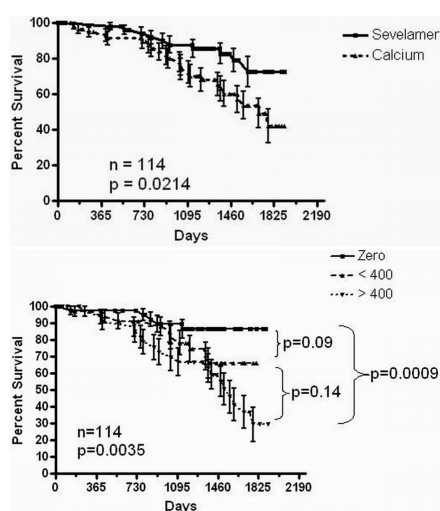 Sevelamer
Calcium
Percent Survival
100
80
60
40
20
0
n = 114
p = 0.0214
0 365 730 1095 1460 1825 2190
Days
Zero
< 400
> 400
Percent Survival
100
90
80
70
60
50
40
30
20
10
0
p=0.09
p=0.0009
p=0.14
n=114
p=0.0035
0 365 730 1095 1460 1825 2190
Days